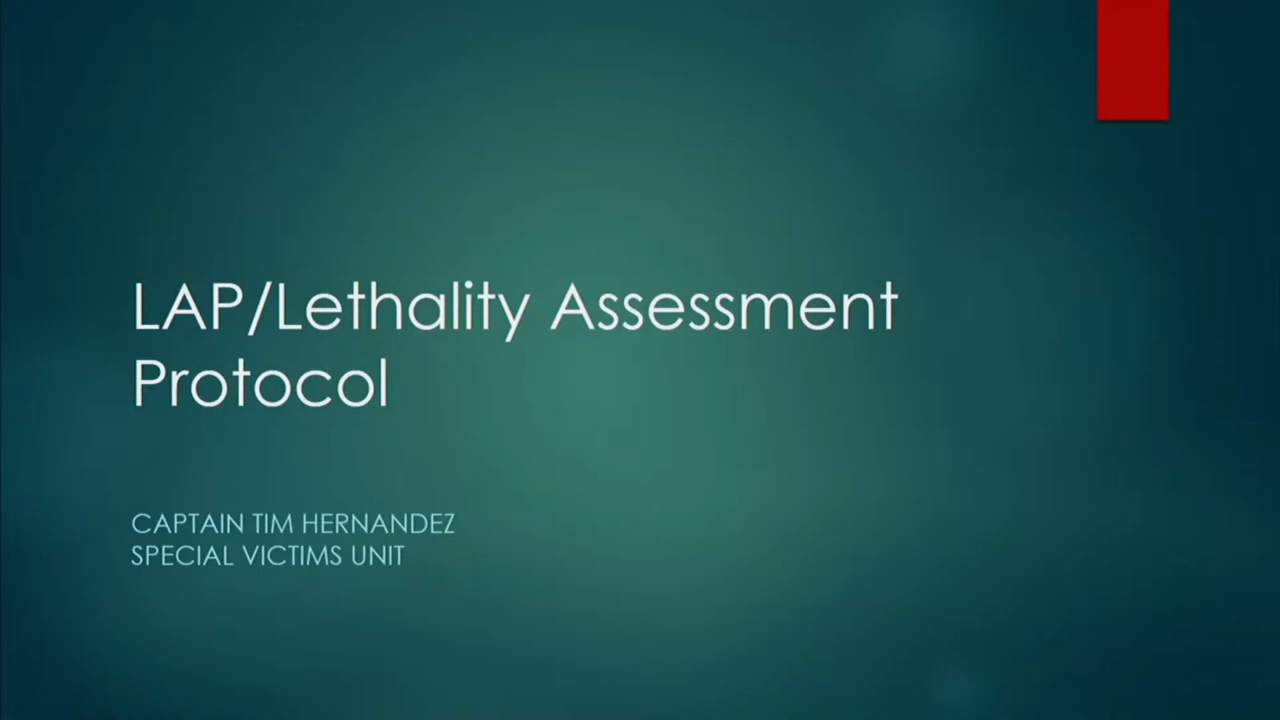 LAP/Lethality Assessment
Protocol
CAPTAIN TIM HERNANDEZ
SPECIAL VICTIMS UNIT